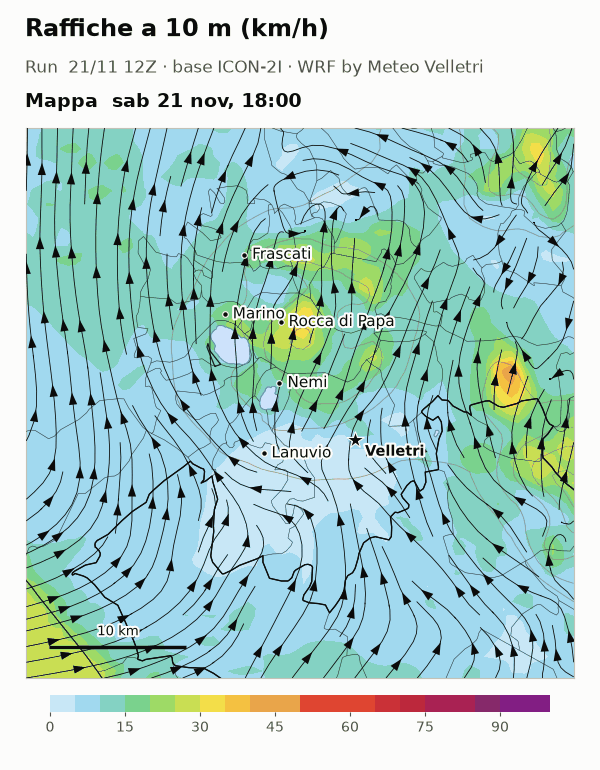 Raffiche a 10 m (km/h)
Run  21/11 12Z · base ICON-2I · WRF by Meteo Velletri
Mappa  sab 21 nov, 18:00
Frascati
Marino
Rocca di Papa
Nemi
Velletri
Lanuvio
10 km
0 15 30 45 60 75 90